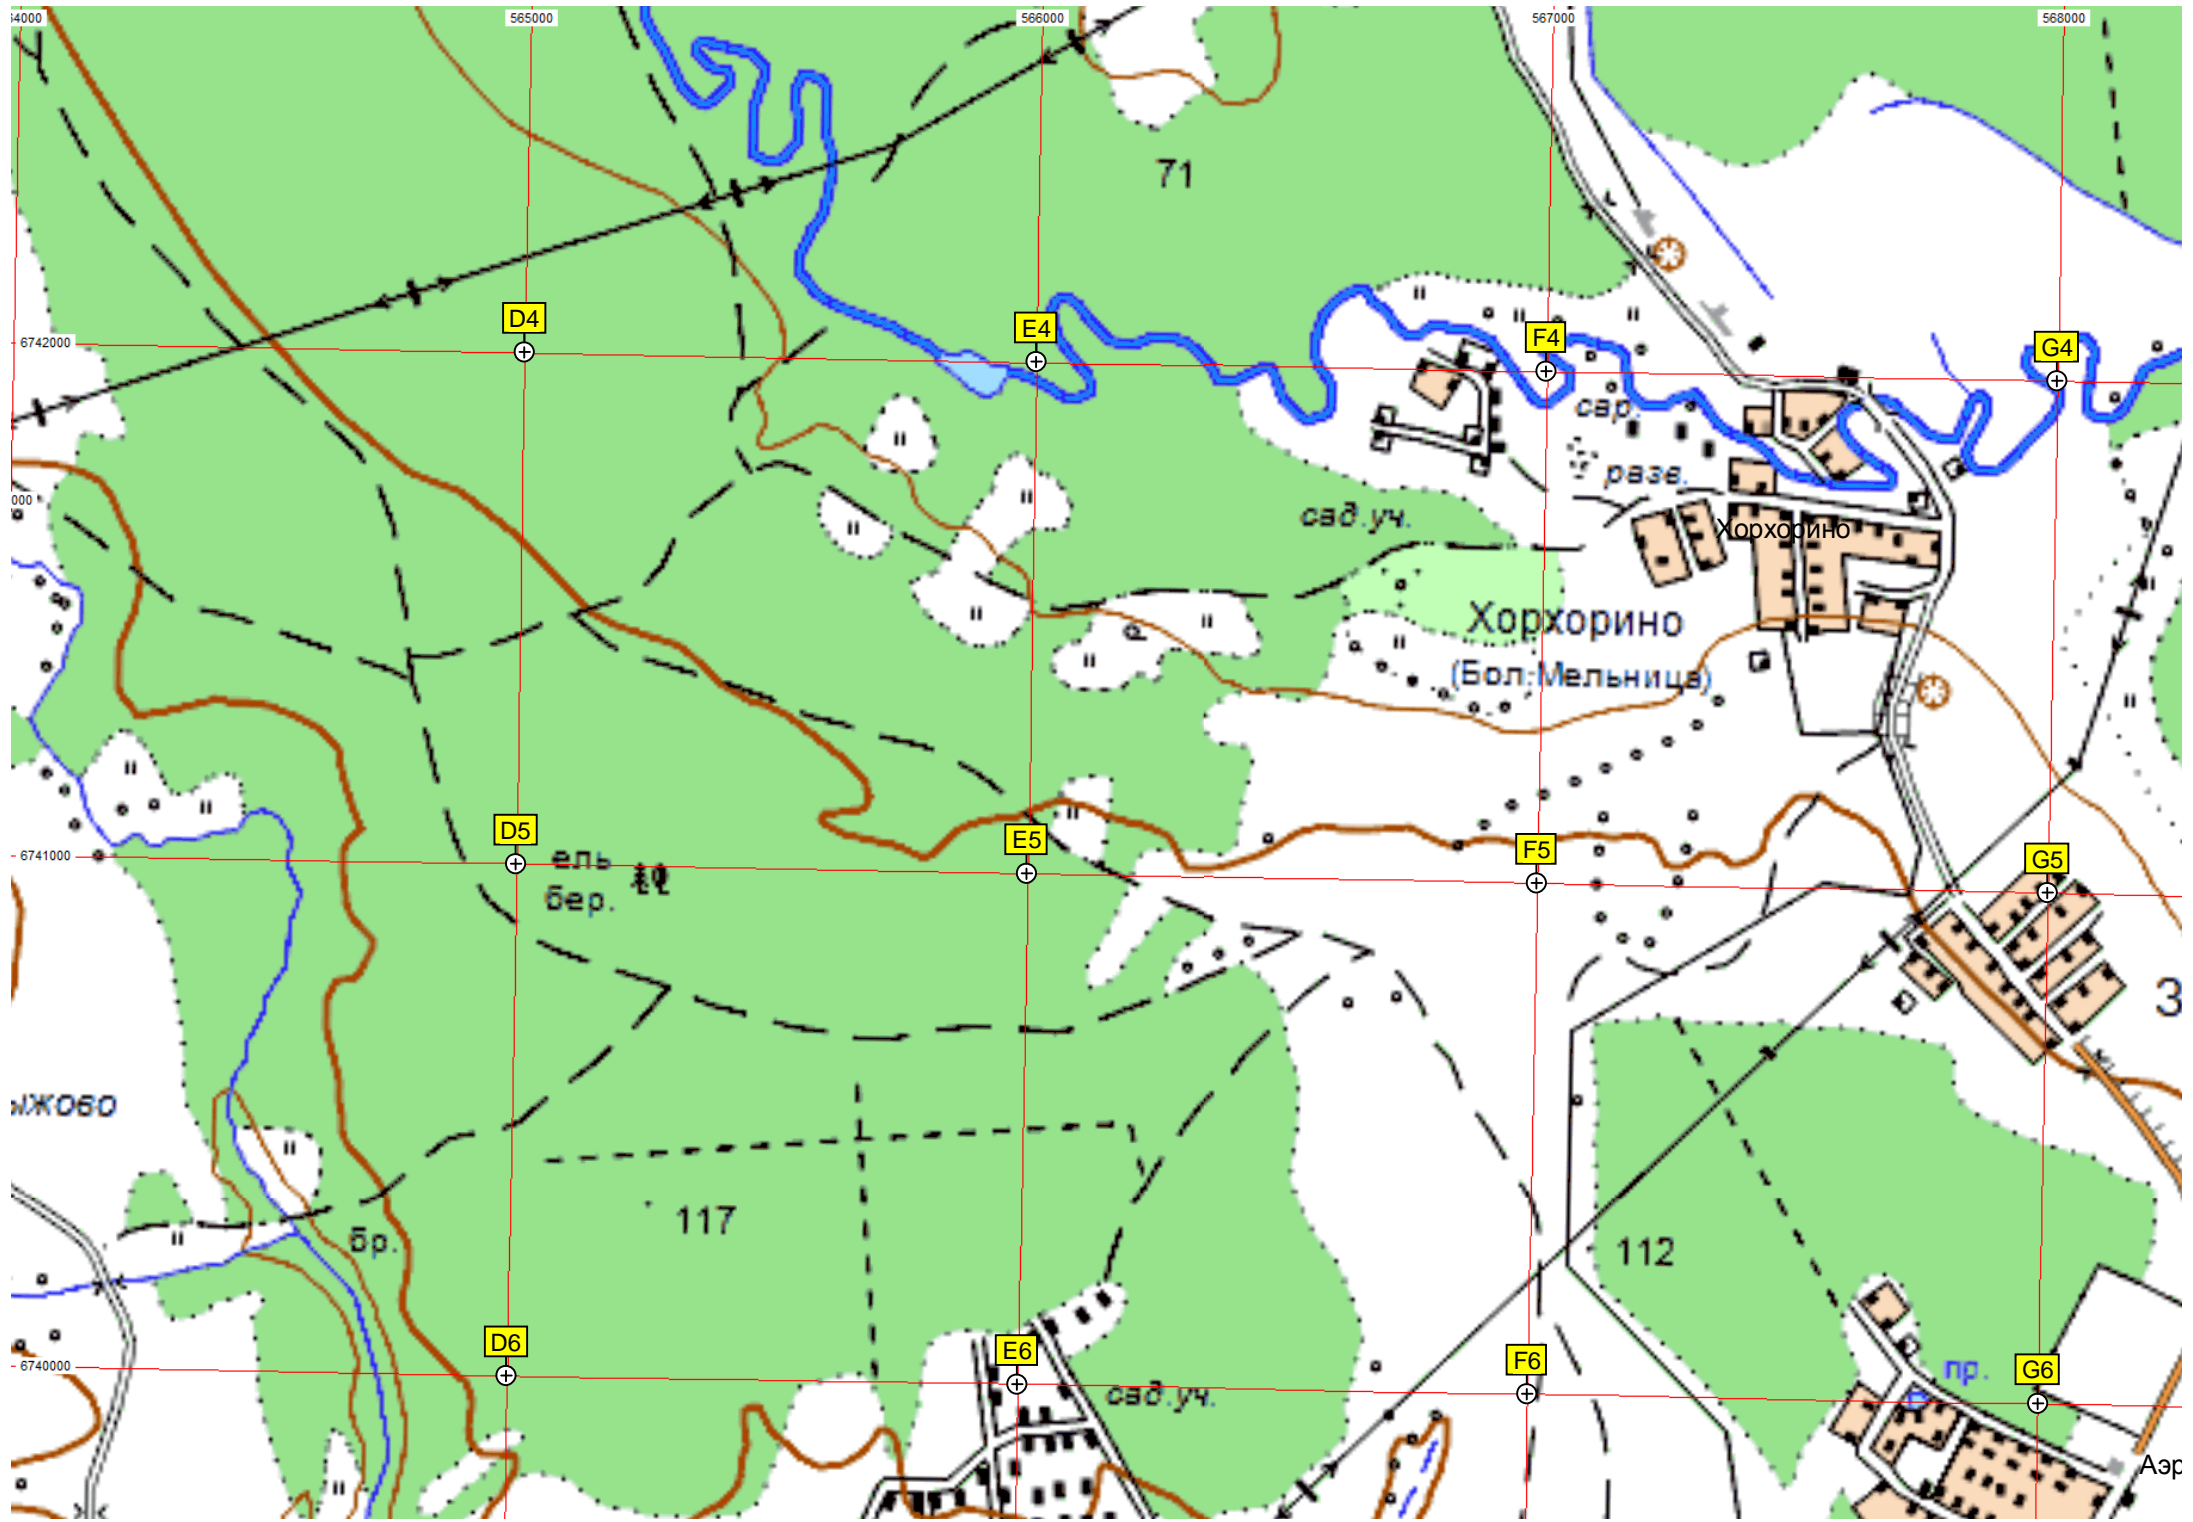 565000
566000
567000
568000
71
D4
E4
F4
G4
6742000
сар.
разв.
сад.уч.
Хорхорино
Хорхорино
(Бол.Мельница)
D5
E5
F5
G5
6741000
ель
бер.
117
бр.
112
D6
E6
F6
G6
6740000
сад.уч.
пр.